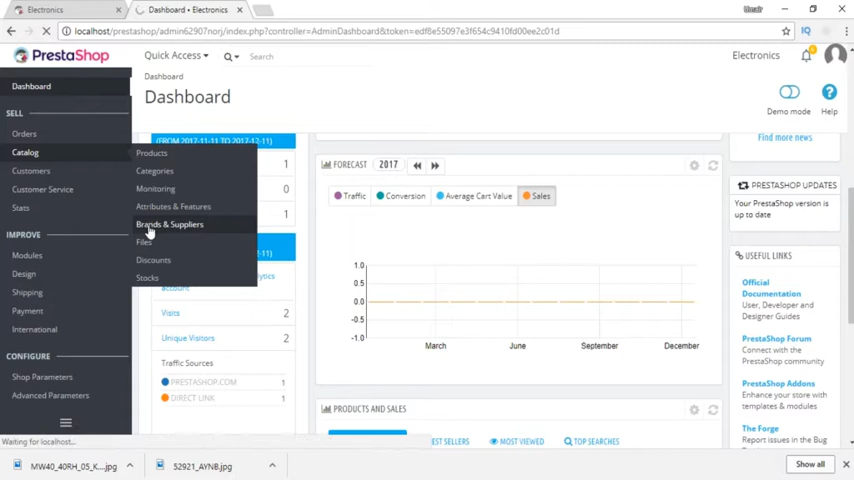 Electronics
Dashboard • Electronics
Umair
localhost/prestashop/admin62907norj/index.php?controller=AdminDashboard&token=edf8e55971df9f3096923a9a6e2c01d1
PrestaShop
Quick Access
Search
Electronics
Dashboard
Dashboard
Demo mode
Help
Dashboard
SELL
Orders
Catalog
Customers
Customer Service
Stats
IMPROVE
Modules
Design
Shipping
Payment
International
CONFIGURE
Shop Parameters
Advanced Parameters
Products
Categories
Monitoring
Attributes & Features
Brands & Suppliers
Files
Discounts
Stocks
(FROM 2017-11-11 TO 2017-12-11)
1
0
1
Visits 2
Unique Visitors 2
Traffic Sources
PRESTASHOP.COM 1
DIRECT LINK 1
FORECAST 2017
Traffic
Conversion
Average Cart Value
Sales
1.0
0.5
0.0
-0.5
-1.0
March
June
September
December
PRODUCTS AND SALES
EST SELLERS
MOST VIEWED
TOP SEARCHES
Find more news
PRESTASHOP UPDATES
Your PrestaShop version is
up to date
USEFUL LINKS
Official
Documentation
User, Developer and
Designer Guides
PrestaShop Forum
Connect with the
PrestaShop community
PrestaShop Addons
Enhance your store with
templates & modules
The Forge
Report issues in the Bug
Waiting for localhost...
MW40_40RH_05_K....jpg
52921_AYNB.jpg
Show all